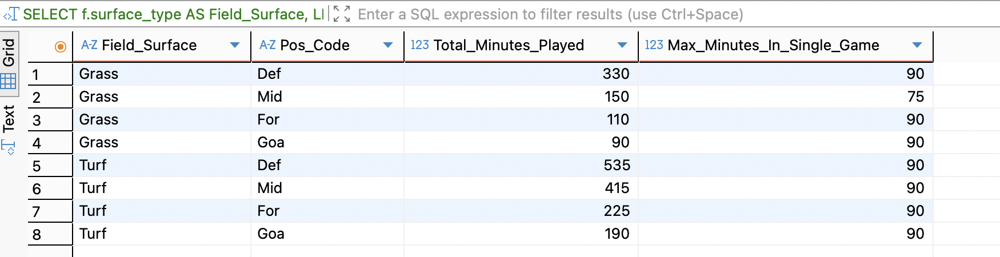 SELECT f.surface_type AS Field_Surface, LI Enter a SQL expression to filter results (use Ctrl+Space)
Grid
Text
A-Z Field_Surface A-Z Pos_Code 123 Total_Minutes_Played 123 Max_Minutes_In_Single_Game
1 Grass Def 330 90
2 Grass Mid 150 75
3 Grass For 110 90
4 Grass Goa 90 90
5 Turf Def 535 90
6 Turf Mid 415 90
7 Turf For 225 90
8 Turf Goa 190 90